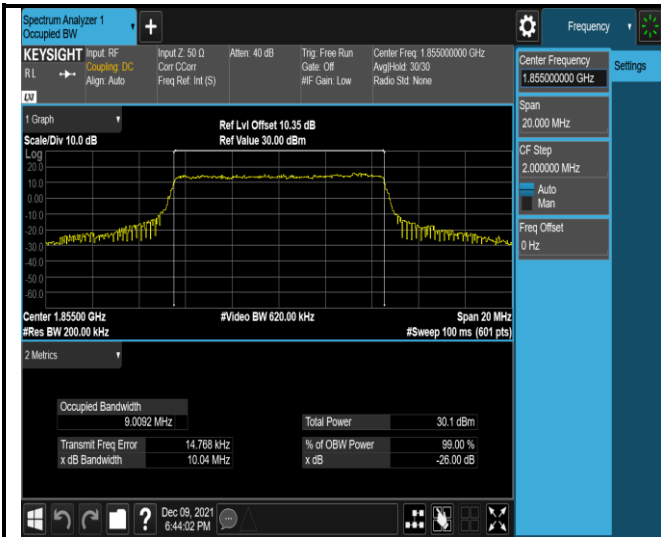 Spectrum Analyzer 1
Occupied BW
+
Frequency
KEYSIGHT
R L
LXI
Input: RF
Coupling: DC
Align: Auto
Input Z: 50 Ω
Corr CCorr
Freq Ref: Int (S)
Atten: 40 dB
Trig: Free Run
Gate: Off
#IF Gain: Low
Center Freq: 1.855000000 GHz
Avg|Hold: 30/30
Radio Std: None
Center Frequency
1.855000000 GHz
Settings
Span
20.000 MHz
CF Step
2.000000 MHz
Auto
Man
Freq Offset
0 Hz
1 Graph
Scale/Div 10.0 dB
Ref Lvl Offset 10.35 dB
Ref Value 30.00 dBm
Log
20.0
10.0
0.00
-10.0
-20.0
-30.0
-40.0
-50.0
-60.0
Center 1.85500 GHz
#Video BW 620.00 kHz
Span 20 MHz
#Res BW 200.00 kHz
#Sweep 100 ms (601 pts)
2 Metrics
Occupied Bandwidth
9.0092 MHz
Total Power 30.1 dBm
Transmit Freq Error 14.768 kHz
% of OBW Power 99.00 %
x dB Bandwidth 10.04 MHz
x dB -26.00 dB
?
Dec 09, 2021
6:44:02 PM